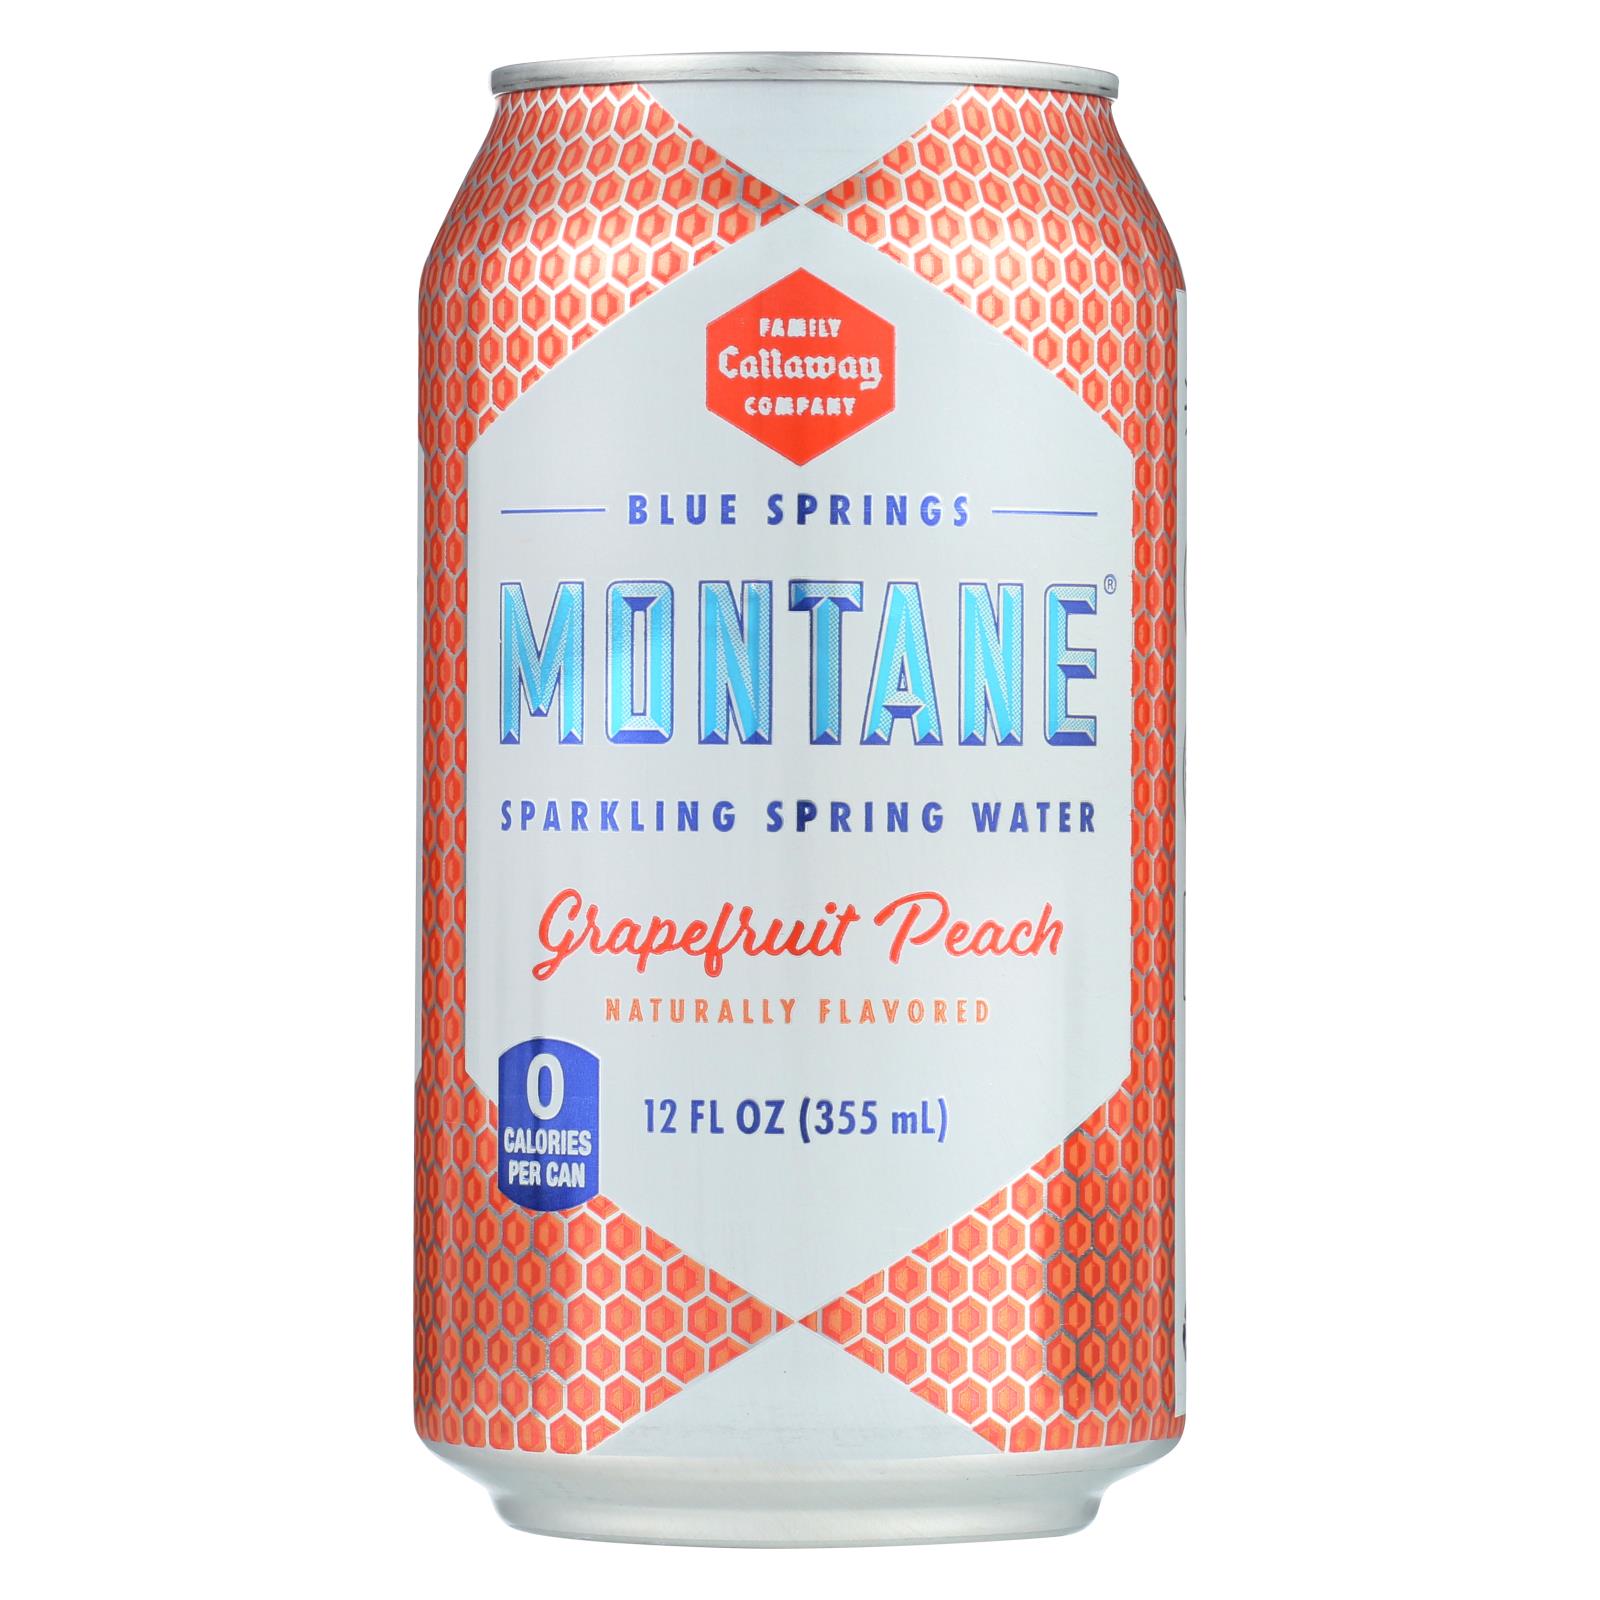 FAMILY
Callaway
COMPANY
BLUE SPRINGS
MONTANE®
SPARKLING SPRING WATER
Grapefruit Peach
NATURALLY FLAVORED
0
CALORIES
PER CAN
12 FL OZ (355 mL)